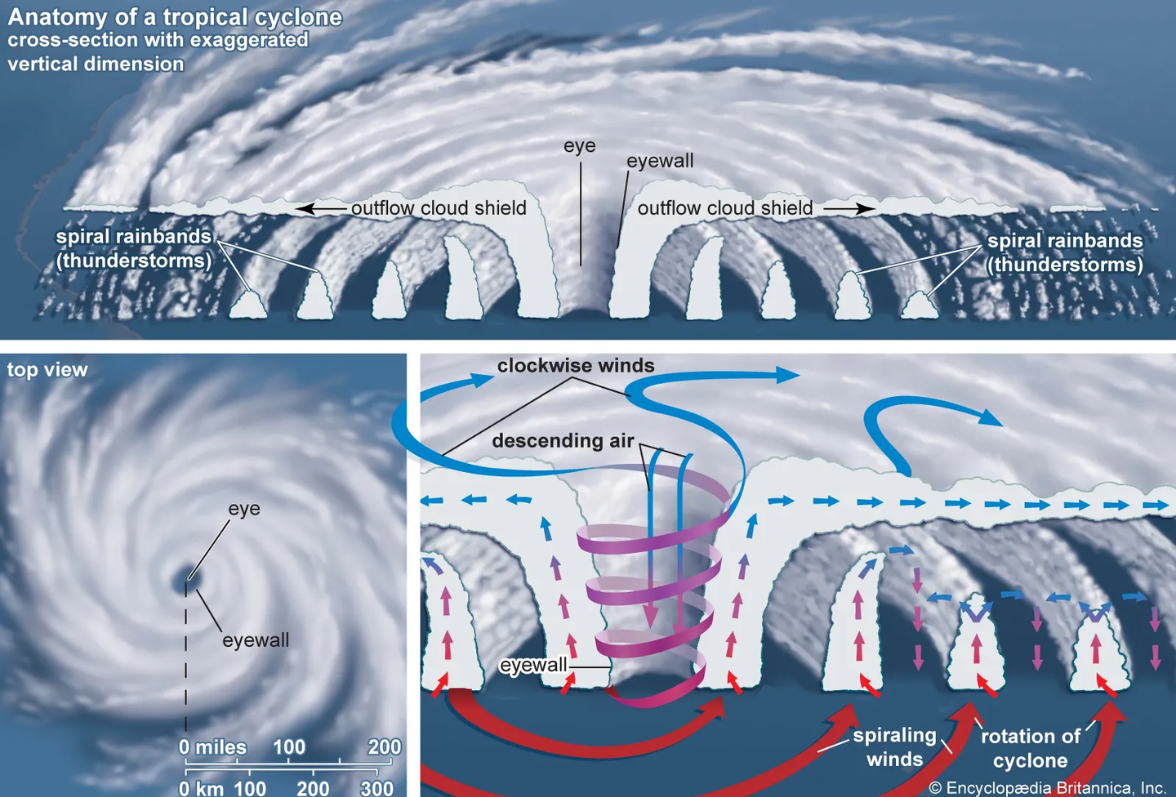 Anatomy of a tropical cyclone
cross-section with exaggerated
vertical dimension
eye
eyewall
outflow cloud shield
outflow cloud shield
spiral rainbands
(thunderstorms)
spiral rainbands
(thunderstorms)
top view
eye
eyewall
0 miles 100 200
0 km 100 200 300
clockwise winds
descending air
eyewall
spiraling
winds
rotation of
cyclone
© Encyclopædia Britannica, Inc.